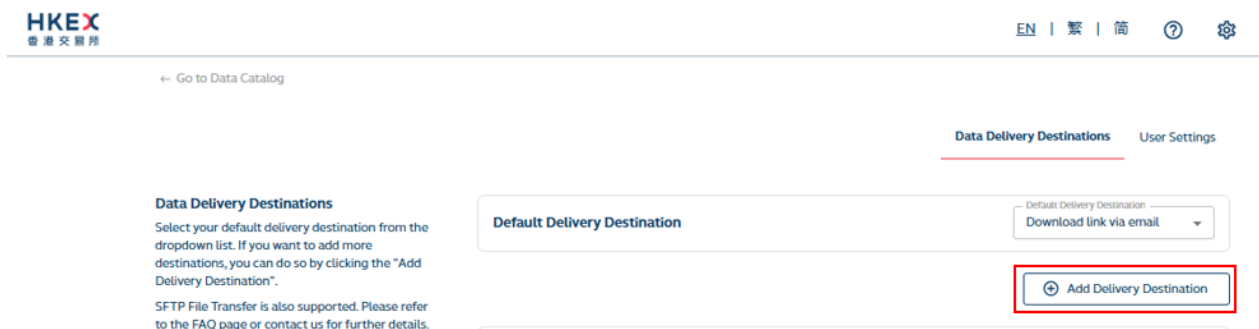 HKEX
香港交易所
EN | 繁 | 简
← Go to Data Catalog
Data Delivery Destinations
User Settings
Data Delivery Destinations
Select your default delivery destination from the
dropdown list. If you want to add more
destinations, you can do so by clicking the "Add
Delivery Destination".
SFTP File Transfer is also supported. Please refer
to the FAQ page or contact us for further details.
Default Delivery Destination
Default Delivery Destination
Download link via email
Add Delivery Destination